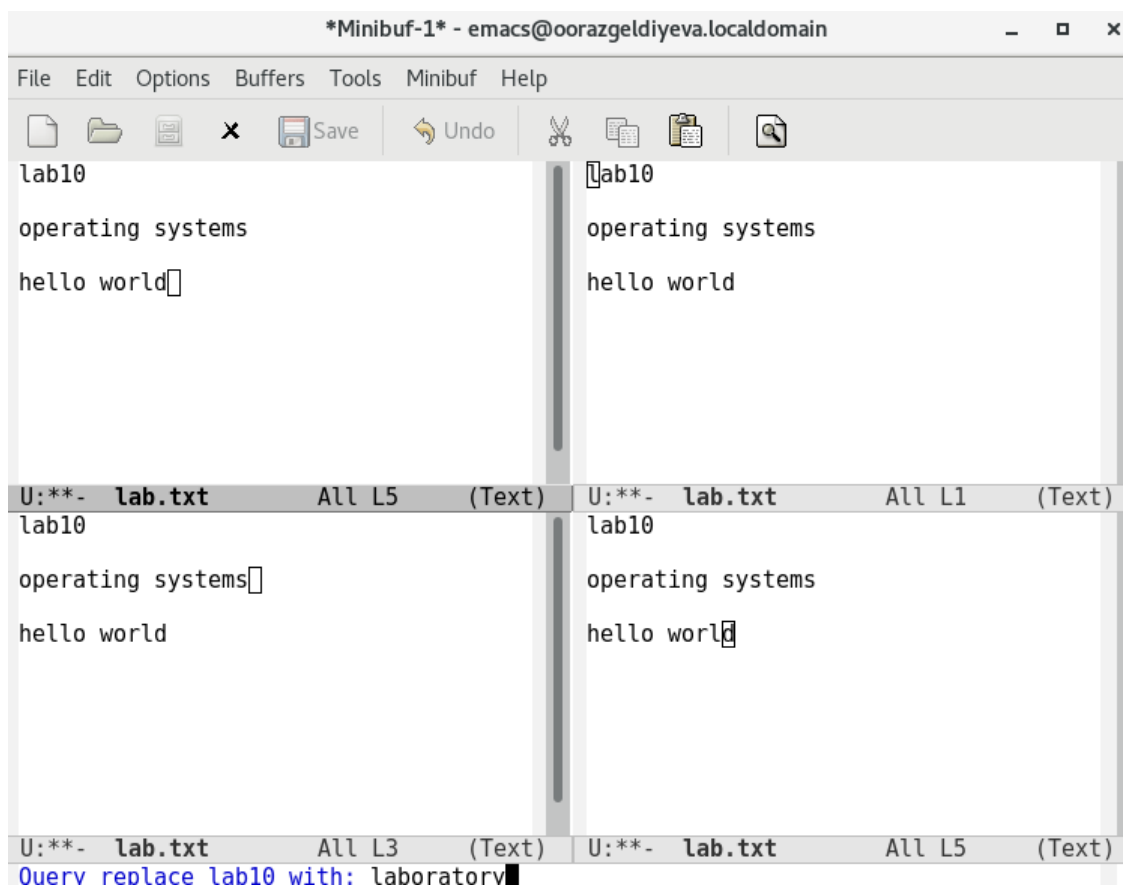 *Minibuf-1* - emacs@oorazgeldiyeva.localdomain
File Edit Options Buffers Tools Minibuf Help
Save Undo
lab10
operating systems
hello world
U:**- lab.txt All L5 (Text)
lab10
operating systems
hello world
U:**- lab.txt All L1 (Text)
lab10
operating systems
hello world
U:**- lab.txt All L3 (Text)
lab10
operating systems
hello world
U:**- lab.txt All L5 (Text)
Query replace lab10 with: laboratory